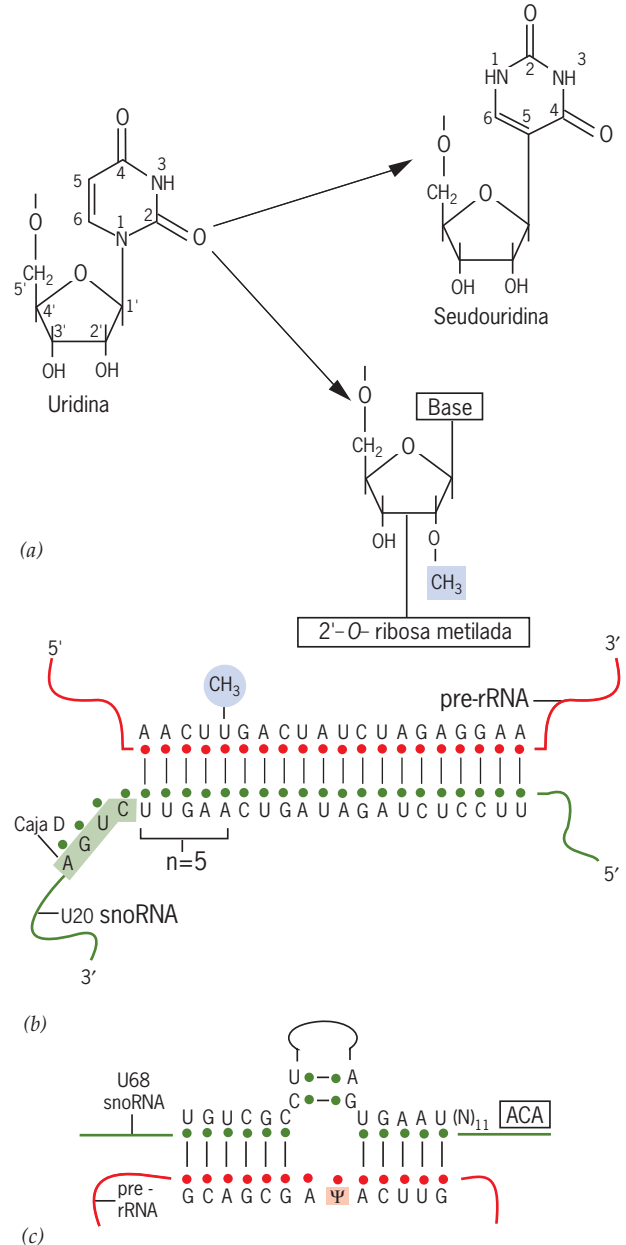 O
O
4
3
NH
5
6
1
N
2
O
O
CH2
5'
O
4'
1'
3'
2'
OH
OH
Uridina
O
1
HN
2
3
NH
6
5
4
O
O
CH2
O
OH
OH
Seudouridina
O
CH2
O
Base
OH
O
CH3
2'–O– ribosa metilada
(a)
5'
3'
CH3
pre-rRNA
A A C U U G A C U A U C U A G A G G A A
Caja D
A G U C U U G A A C U G A U A G A U C U C C U U
n=5
5'
U20 snoRNA
3'
(b)
U A
C G
U68
snoRNA
U G U C G C
U G A A U (N)11
ACA
pre -
rRNA
G C A G C G A Ψ A C U U G
(c)